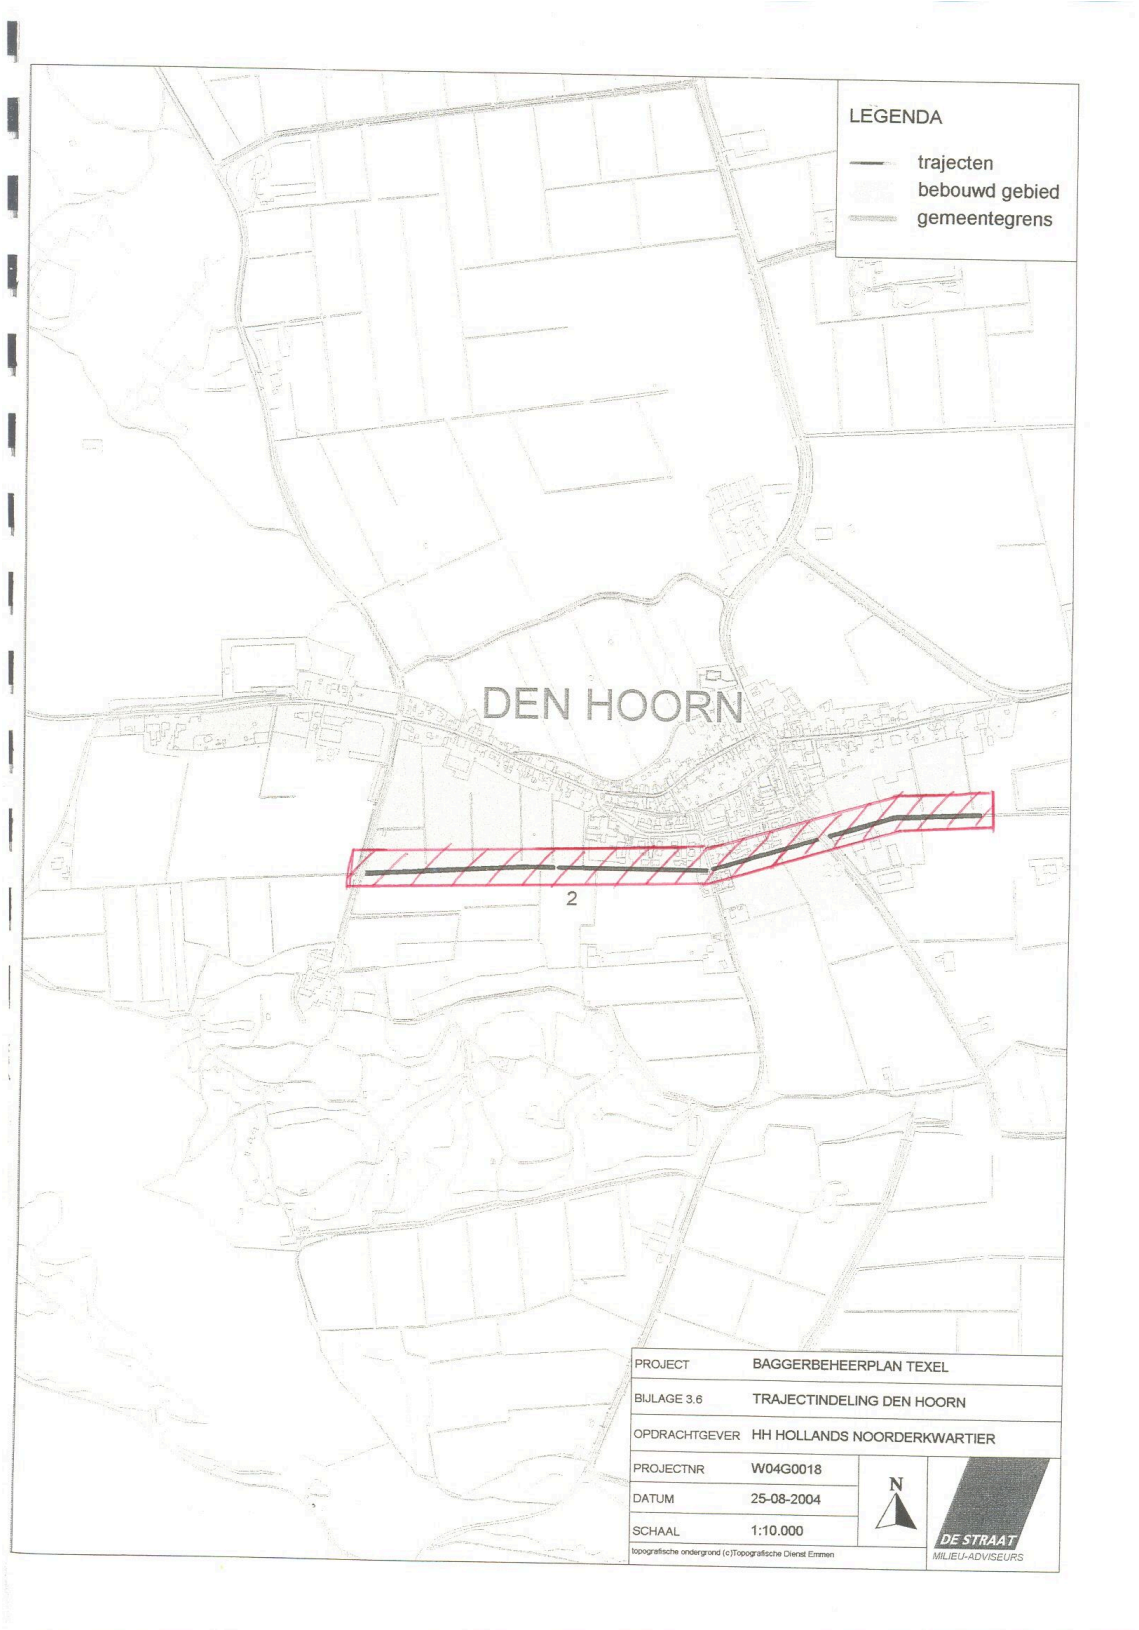 LEGENDA
trajecten
bebouwd gebied
gemeentegrens
DEN HOORN
2
PROJECT BAGGERBEHEERPLAN TEXEL
BIJLAGE 3.6 TRAJECTINDELING DEN HOORN
OPDRACHTGEVER HH HOLLANDS NOORDERKWARTIER
PROJECTNR W04G0018
DATUM 25-08-2004
SCHAAL 1:10.000
topografische ondergrond (c)Topografische Dienst Emmen
N
DE STRAAT
MILIEU-ADVISEURS